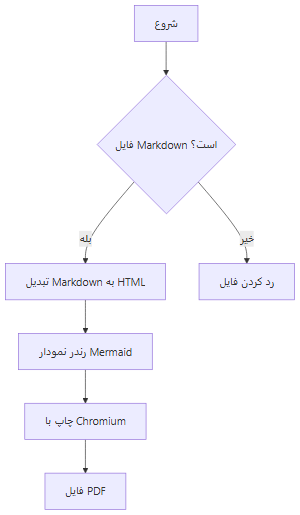 شروع
فایل Markdown است؟
بله
خیر
تبدیل Markdown به HTML
رد کردن فایل
رندر نمودار Mermaid
چاپ با Chromium
فایل PDF